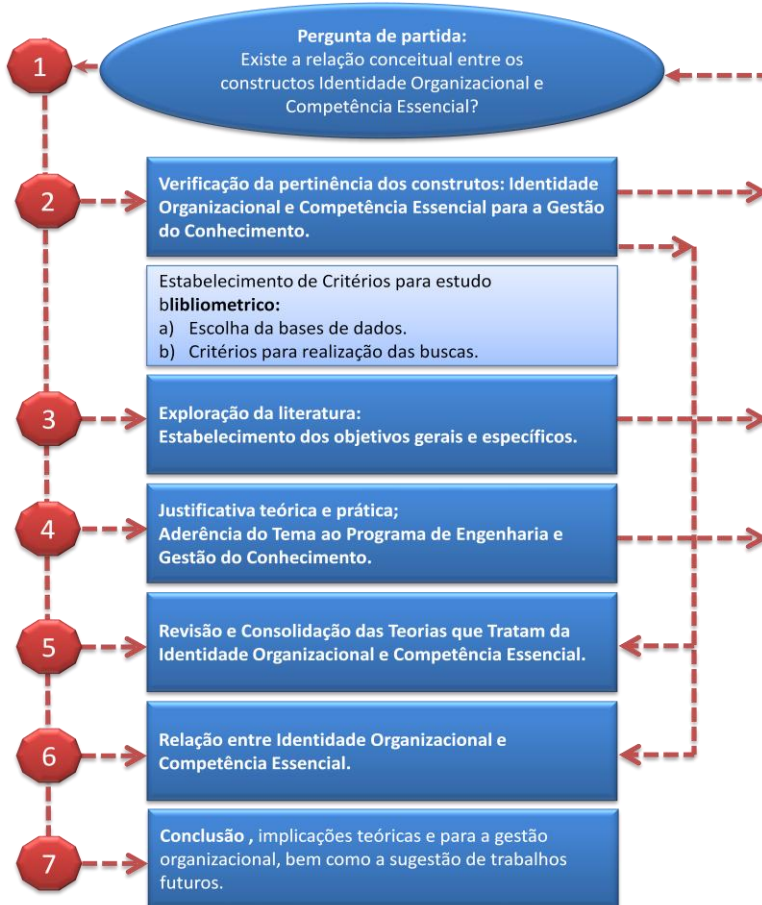 Pergunta de partida:
1
Existe a relação conceitual entre os
constructos Identidade Organizacional e
Competência Essencial?
2
Verificação da pertinência dos construtos: Identidade
Organizacional e Competência Essencial para a Gestão
do Conhecimento.
Estabelecimento de Critérios para estudo
blibliometrico:
a) Escolha da bases de dados.
b) Critérios para realização das buscas.
3
Exploração da literatura:
Estabelecimento dos objetivos gerais e específicos.
4
Justificativa teórica e prática;
Aderência do Tema ao Programa de Engenharia e
Gestão do Conhecimento.
5
Revisão e Consolidação das Teorias que Tratam da
Identidade Organizacional e Competência Essencial.
6
Relação entre Identidade Organizacional e
Competência Essencial.
7
Conclusão , implicações teóricas e para a gestão
organizacional, bem como a sugestão de trabalhos
futuros.